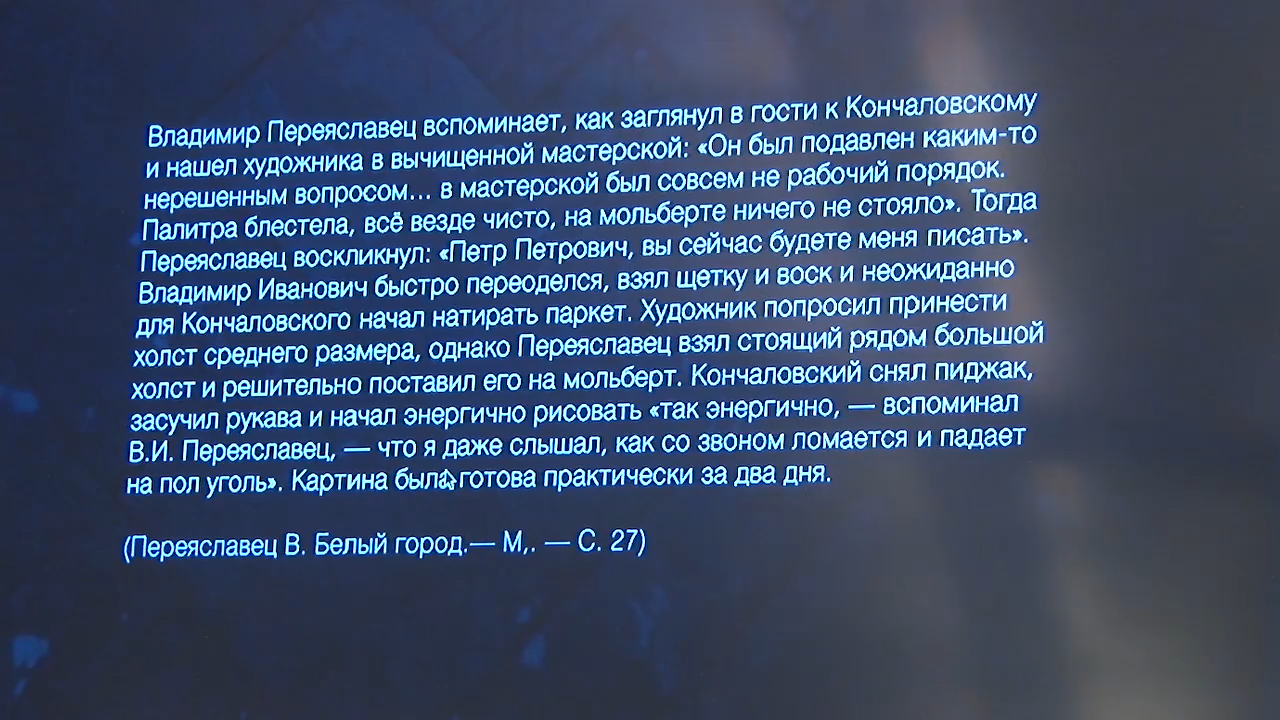 Владимир Переяславец вспоминает, как заглянул в гости к Кончаловскому
и нашел художника в вычищенной мастерской: «Он был подавлен каким-то
нерешенным вопросом... в мастерской был совсем не рабочий порядок.
Палитра блестела, всё везде чисто, на мольберте ничего не стояло». Тогда
Переяславец воскликнул: «Петр Петрович, вы сейчас будете меня писать».
Владимир Иванович быстро переоделся, взял щетку и воск и неожиданно
для Кончаловского начал натирать паркет. Художник попросил принести
холст среднего размера, однако Переяславец взял стоящий рядом большой
холст и решительно поставил его на мольберт. Кончаловский снял пиджак,
засучил рукава и начал энергично рисовать «так энергично, — вспоминал
В.И. Переяславец, — что я даже слышал, как со звоном ломается и падает
на пол уголь». Картина была готова практически за два дня.
(Переяславец В. Белый город.— М,. — С. 27)